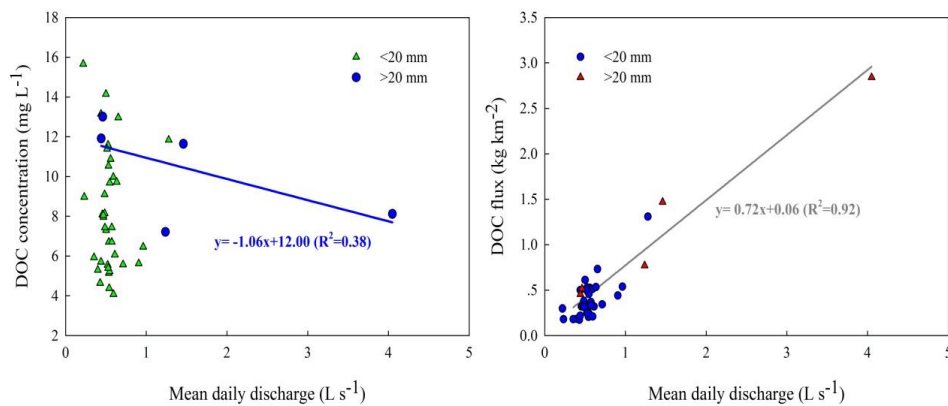 18
16
14
12
10
8
6
4
2
DOC concentration (mg L⁻¹)
<20 mm
>20 mm
y= -1.06x+12.00 (R²=0.38)
0 1 2 3 4 5
Mean daily discharge (L s⁻¹)
3.5
3.0
2.5
2.0
1.5
1.0
.5
0.0
DOC flux (kg km⁻²)
<20 mm
>20 mm
y= 0.72x+0.06 (R²=0.92)
0 1 2 3 4 5
Mean daily discharge (L s⁻¹)